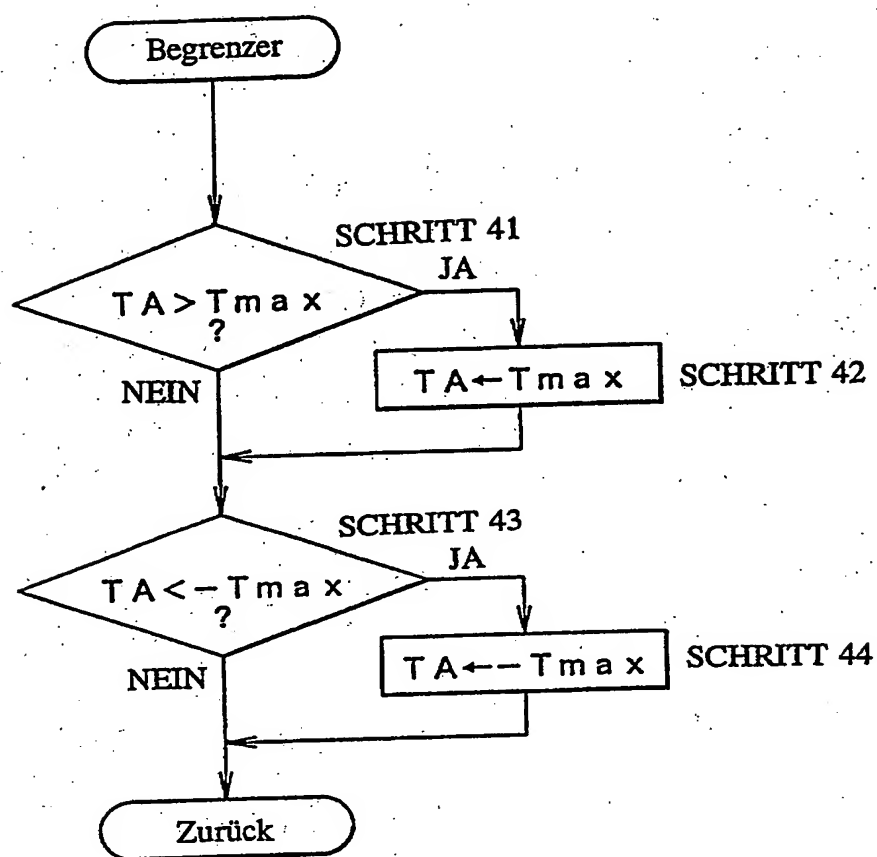 Begrenzer
SCHRITT 41
JA
TA>Tmax
?
NEIN
TA←Tmax
SCHRITT 42
SCHRITT 43
JA
TA<−Tmax
?
NEIN
TA←−Tmax
SCHRITT 44
Zurück